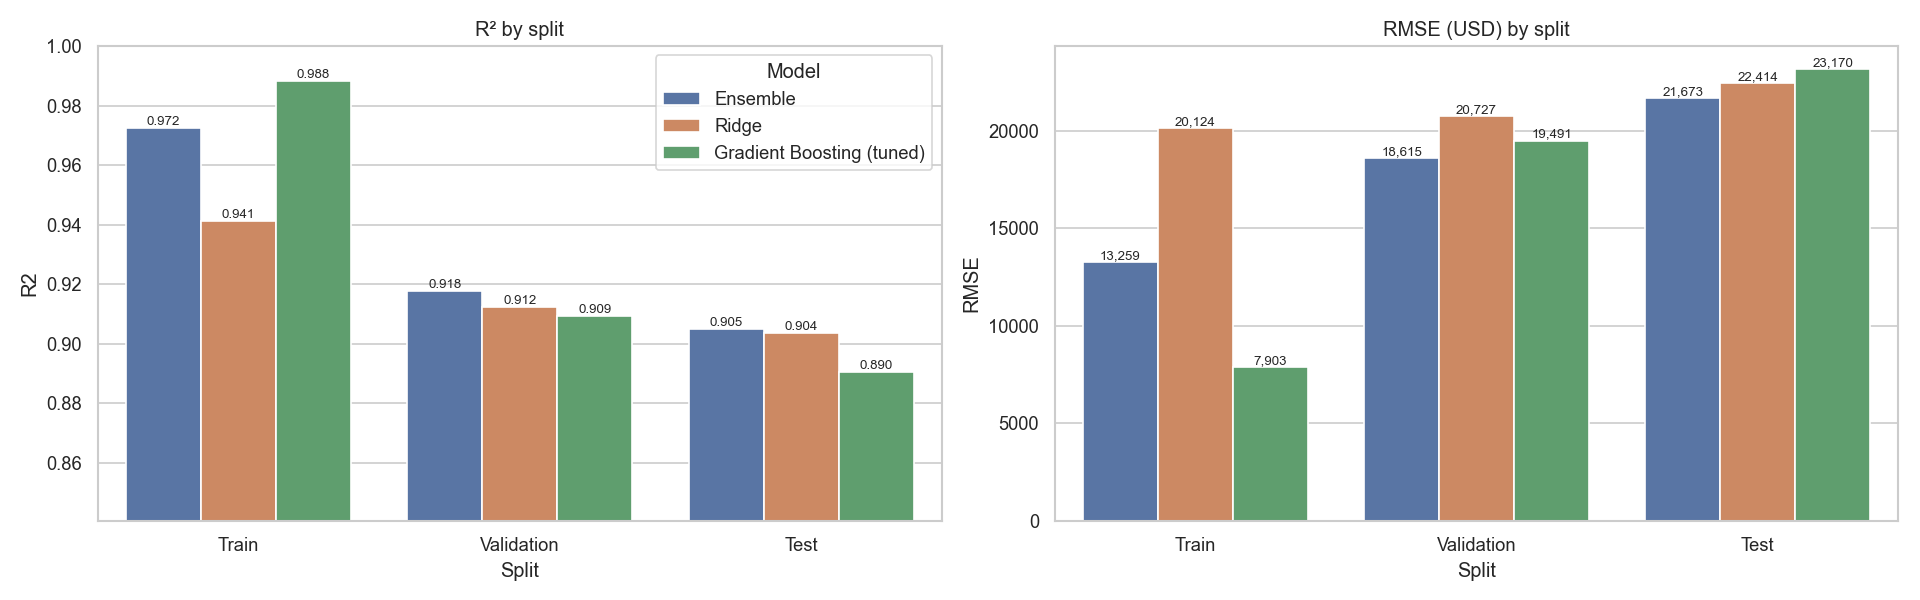 R² by split
1.00
0.98
0.96
0.94
0.92
0.90
0.88
0.86
R2
0.972
0.941
0.988
0.918
0.912
0.909
0.905
0.904
0.890
Model
Ensemble
Ridge
Gradient Boosting (tuned)
Train
Validation
Test
Split
RMSE (USD) by split
20000
15000
10000
5000
0
RMSE
13,259
20,124
7,903
18,615
20,727
19,491
21,673
22,414
23,170
Train
Validation
Test
Split